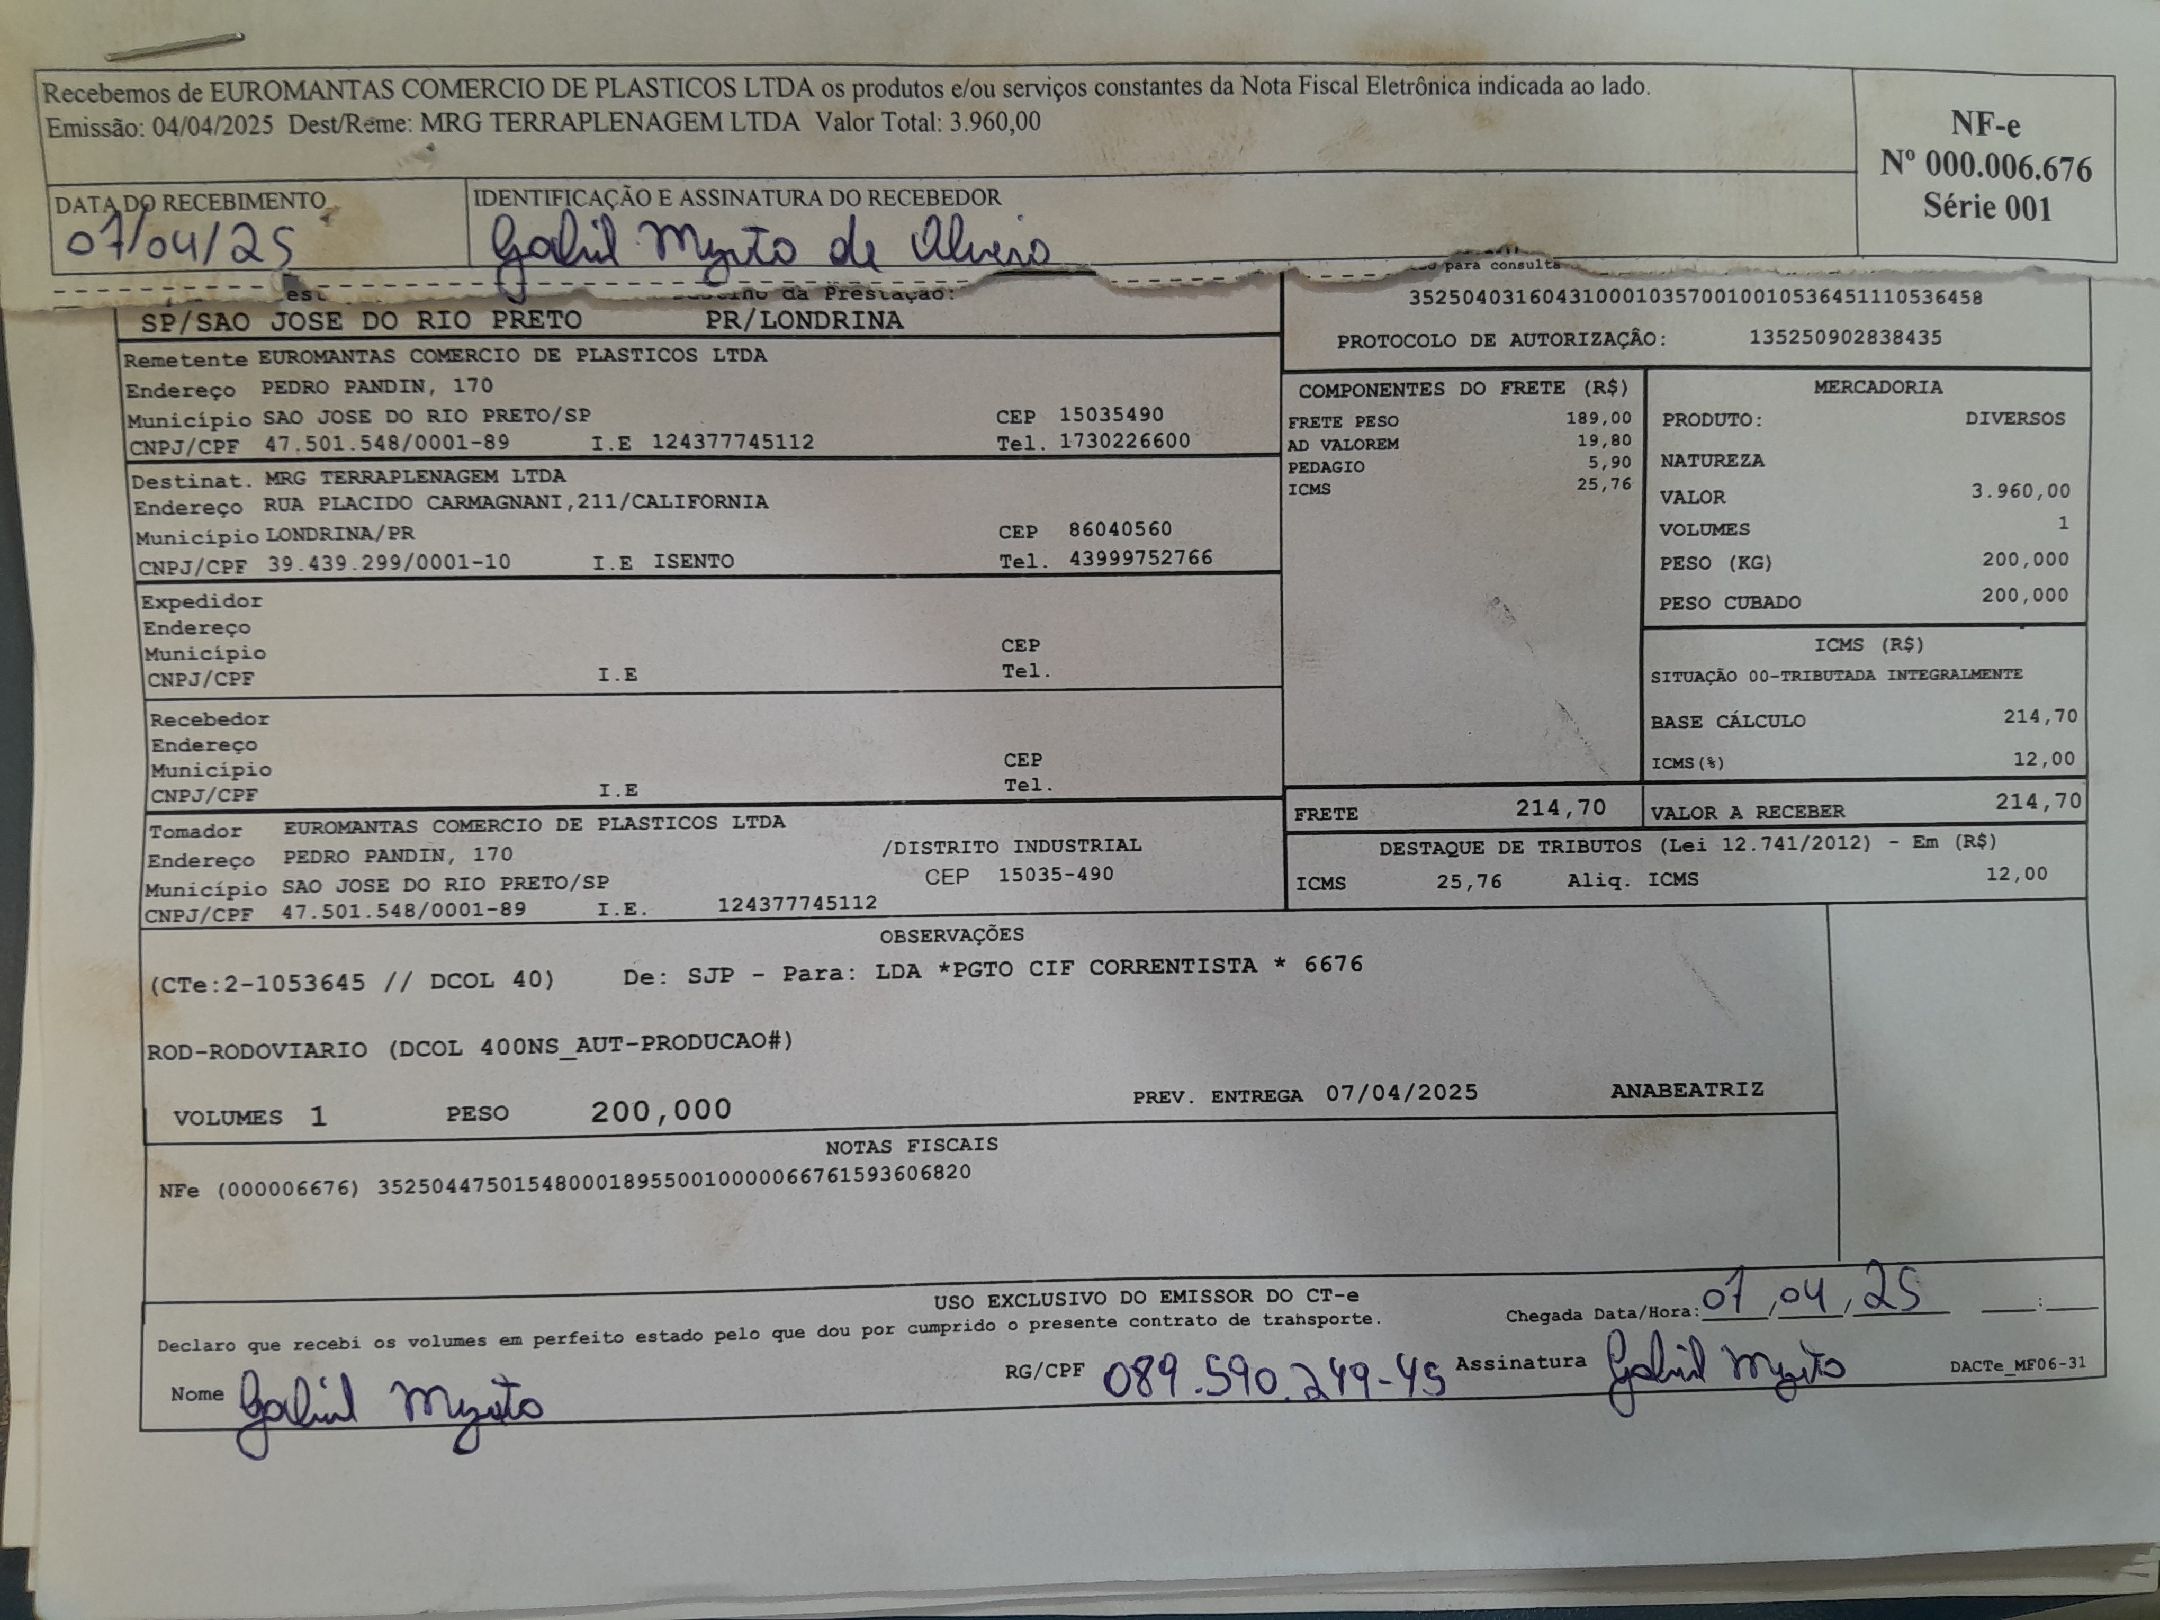 Recebemos de EUROMANTAS COMERCIO DE PLASTICOS LTDA os produtos e/ou serviços constantes da Nota Fiscal Eletrônica indicada ao lado.
Emissão: 04/04/2025 Dest/Reme: MRG TERRAPLENAGEM LTDA Valor Total: 3.960,00
NF-e
Nº 000.006.676
Série 001
DATA DO RECEBIMENTO
07/04/25
IDENTIFICAÇÃO E ASSINATURA DO RECEBEDOR
de
para consulta
da Prestação:
SP/SAO JOSE DO RIO PRETO PR/LONDRINA
35250403160431000103570010010536451110536458
PROTOCOLO DE AUTORIZAÇÃO: 135250902838435
Remetente EUROMANTAS COMERCIO DE PLASTICOS LTDA
Endereço PEDRO PANDIN, 170
Município SAO JOSE DO RIO PRETO/SP CEP 15035490
CNPJ/CPF 47.501.548/0001-89 I.E 124377745112 Tel. 1730226600
Destinat. MRG TERRAPLENAGEM LTDA
Endereço RUA PLACIDO CARMAGNANI,211/CALIFORNIA
Município LONDRINA/PR CEP 86040560
CNPJ/CPF 39.439.299/0001-10 I.E ISENTO Tel. 43999752766
Expedidor
Endereço
Município CEP
CNPJ/CPF I.E Tel.
Recebedor
Endereço
Município CEP
CNPJ/CPF I.E Tel.
Tomador EUROMANTAS COMERCIO DE PLASTICOS LTDA
Endereço PEDRO PANDIN, 170 /DISTRITO INDUSTRIAL
Município SAO JOSE DO RIO PRETO/SP CEP 15035-490
CNPJ/CPF 47.501.548/0001-89 I.E. 124377745112
COMPONENTES DO FRETE (R$)
FRETE PESO 189,00
AD VALOREM 19,80
PEDAGIO 5,90
ICMS 25,76
MERCADORIA
PRODUTO: DIVERSOS
NATUREZA
VALOR 3.960,00
VOLUMES 1
PESO (KG) 200,000
PESO CUBADO 200,000
ICMS (R$)
SITUAÇÃO 00-TRIBUTADA INTEGRALMENTE
BASE CÁLCULO 214,70
ICMS(%) 12,00
FRETE 214,70 VALOR A RECEBER 214,70
DESTAQUE DE TRIBUTOS (Lei 12.741/2012) - Em (R$)
ICMS 25,76 Aliq. ICMS 12,00
OBSERVAÇÕES
(CTe:2-1053645 // DCOL 40) De: SJP - Para: LDA *PGTO CIF CORRENTISTA * 6676
ROD-RODOVIARIO (DCOL 400NS_AUT-PRODUCAO#)
VOLUMES 1 PESO 200,000 PREV. ENTREGA 07/04/2025 ANABEATRIZ
NOTAS FISCAIS
NFe (000006676) 35250447501548000189550010000066761593606820
USO EXCLUSIVO DO EMISSOR DO CT-e
Declaro que recebi os volumes em perfeito estado pelo que dou por cumprido o presente contrato de transporte.
Chegada Data/Hora: 07/04/25 __:__
Nome
RG/CPF 089.590.249-45 Assinatura
DACTe_MF06-31